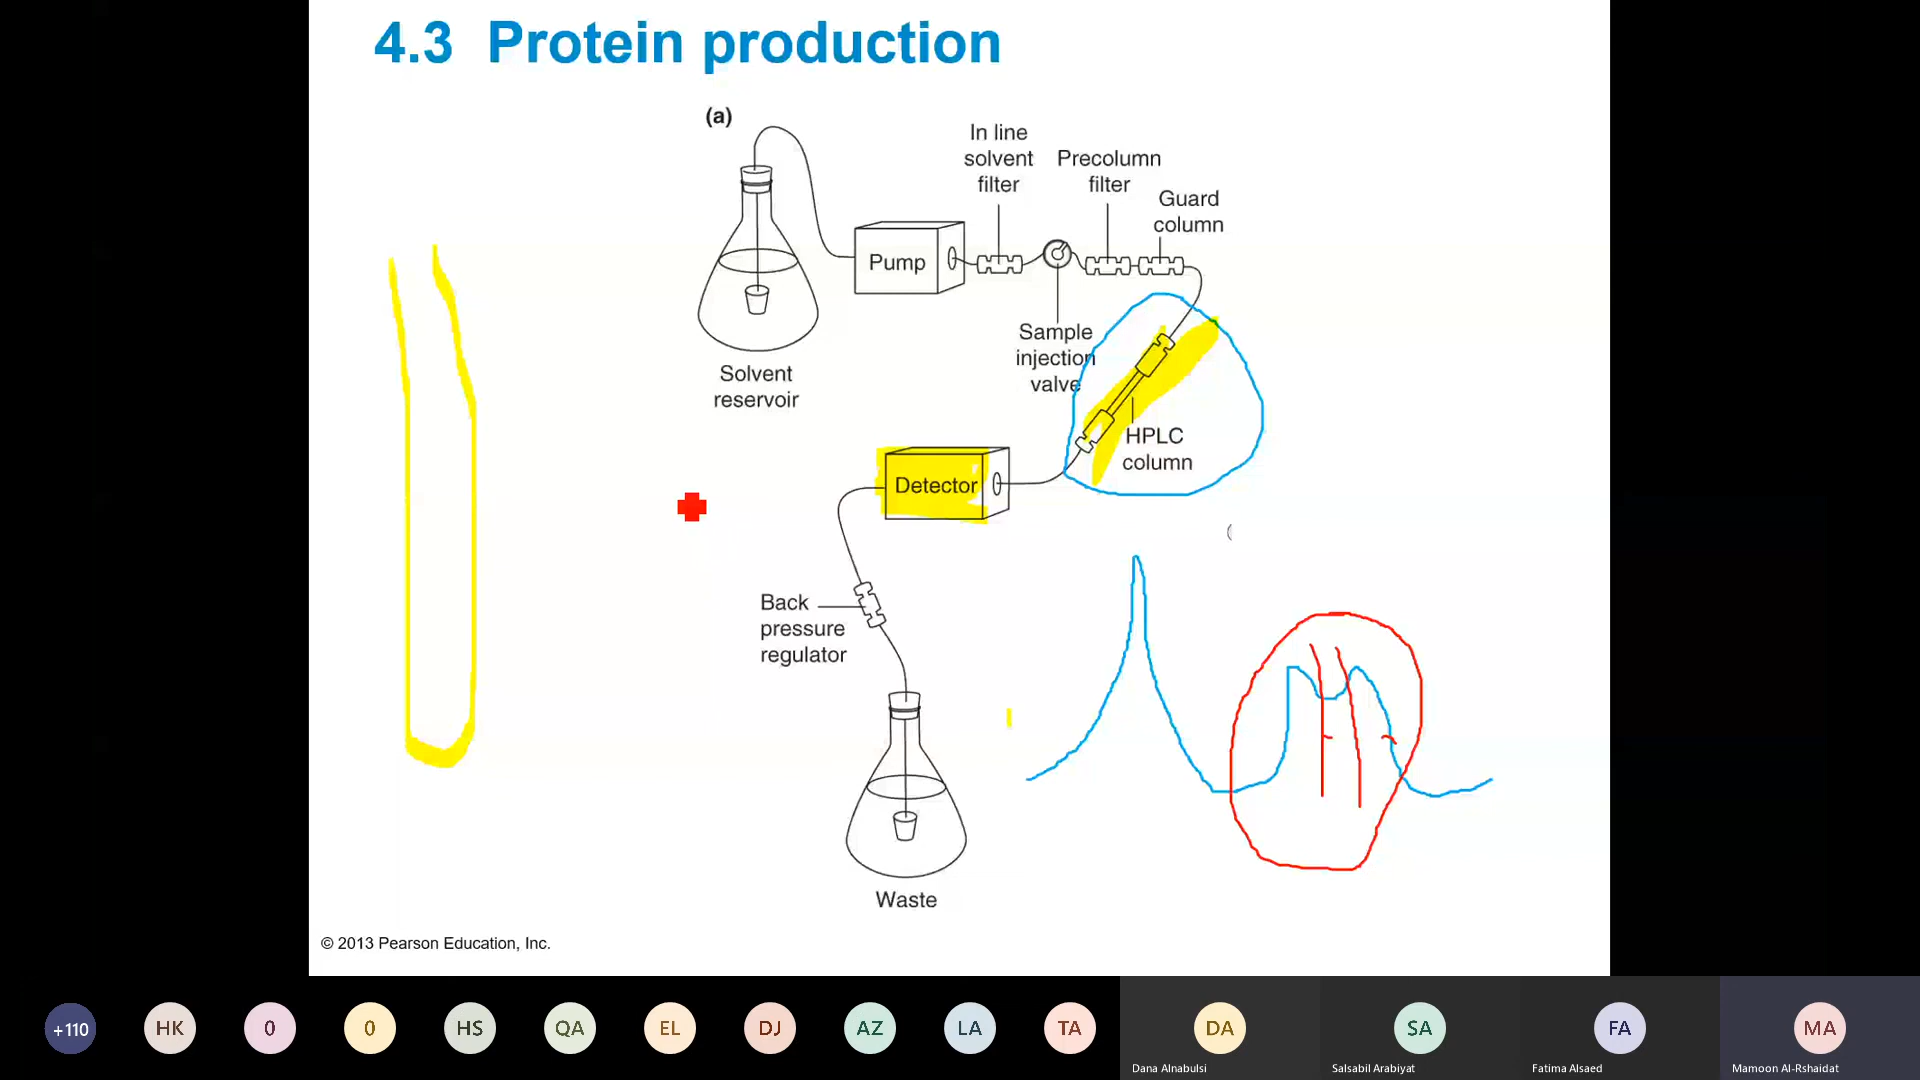 4.3 Protein production
(a)
In line
solvent
filter
Precolumn
filter
Guard
column
Pump
Sample
injection
valve
Solvent
reservoir
HPLC
column
Detector
Back
pressure
regulator
Waste
© 2013 Pearson Education, Inc.
+110
HK
0
0
HS
QA
EL
DJ
AZ
LA
TA
DA
SA
FA
MA
Dana Alnabulsi
Salsabil Arabiyat
Fatima Alsaed
Mamoon Al-Rshaidat